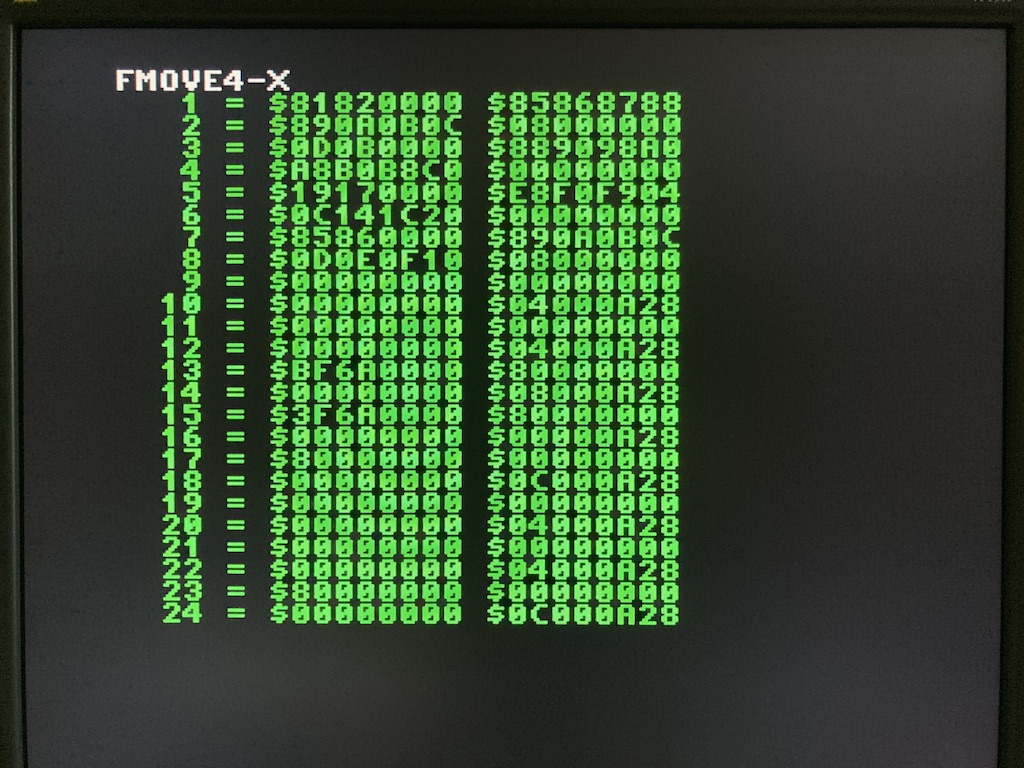 FMOVE4-X
1 = $81820000 $85868788
2 = $890A0B0C $08000000
3 = $0D0B0000 $889098A0
4 = $A8B0B8C0 $00000000
5 = $19170000 $E8F0F904
6 = $0C141C20 $00000000
7 = $85860000 $890A0B0C
8 = $0D0E0F10 $08000000
9 = $00000000 $00000000
10 = $00000000 $04000A28
11 = $00000000 $00000000
12 = $00000000 $04000A28
13 = $BF6A0000 $80000000
14 = $00000000 $08000A28
15 = $3F6A0000 $80000000
16 = $00000000 $00000A28
17 = $80000000 $00000000
18 = $00000000 $0C000A28
19 = $00000000 $00000000
20 = $00000000 $04000A28
21 = $00000000 $00000000
22 = $00000000 $04000A28
23 = $80000000 $00000000
24 = $00000000 $0C000A28